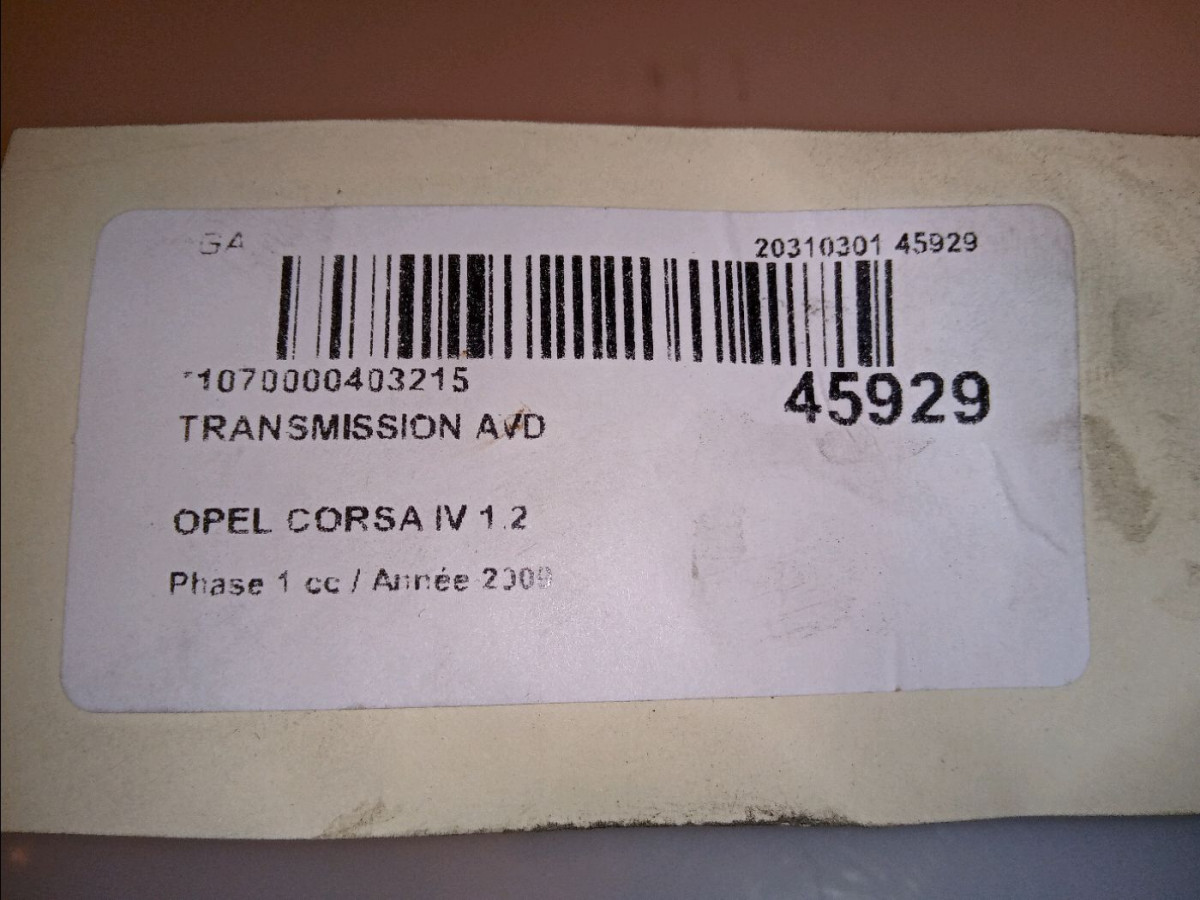 GA
20310301 45929
*1070000403215
45929
TRANSMISSION AVD
OPEL CORSA IV 1.2
Phase 1 cc / Année 2009